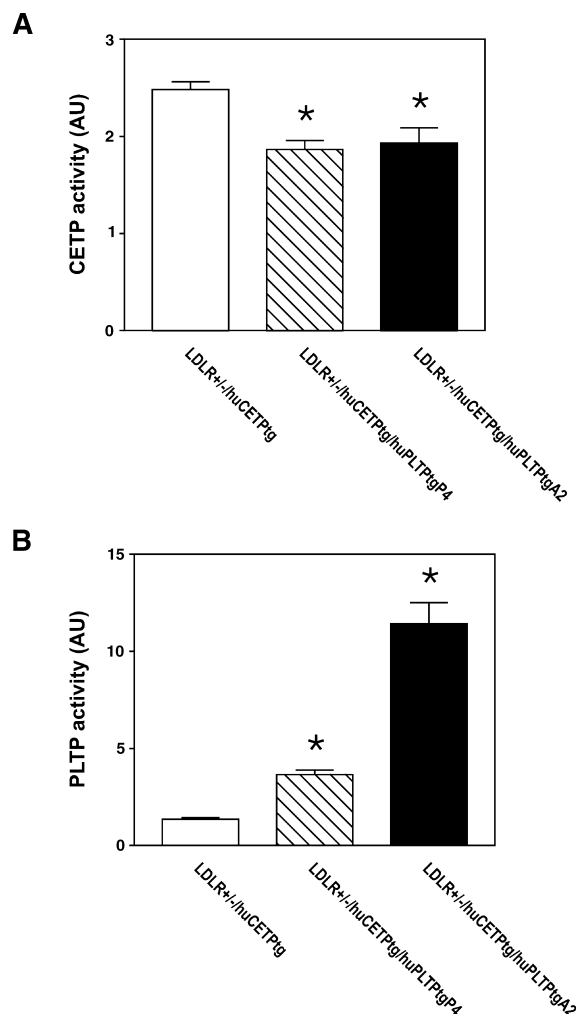 A
CETP activity (AU)
3
2
1
0
*
*
LDLR+/-/huCETPtg
LDLR+/-/huCETPtg/huPLTPtgP4
LDLR+/-/huCETPtg/huPLTPtgA2
B
PLTP activity (AU)
15
10
5
0
*
*
LDLR+/-/huCETPtg
LDLR+/-/huCETPtg/huPLTPtgP4
LDLR+/-/huCETPtg/huPLTPtgA2